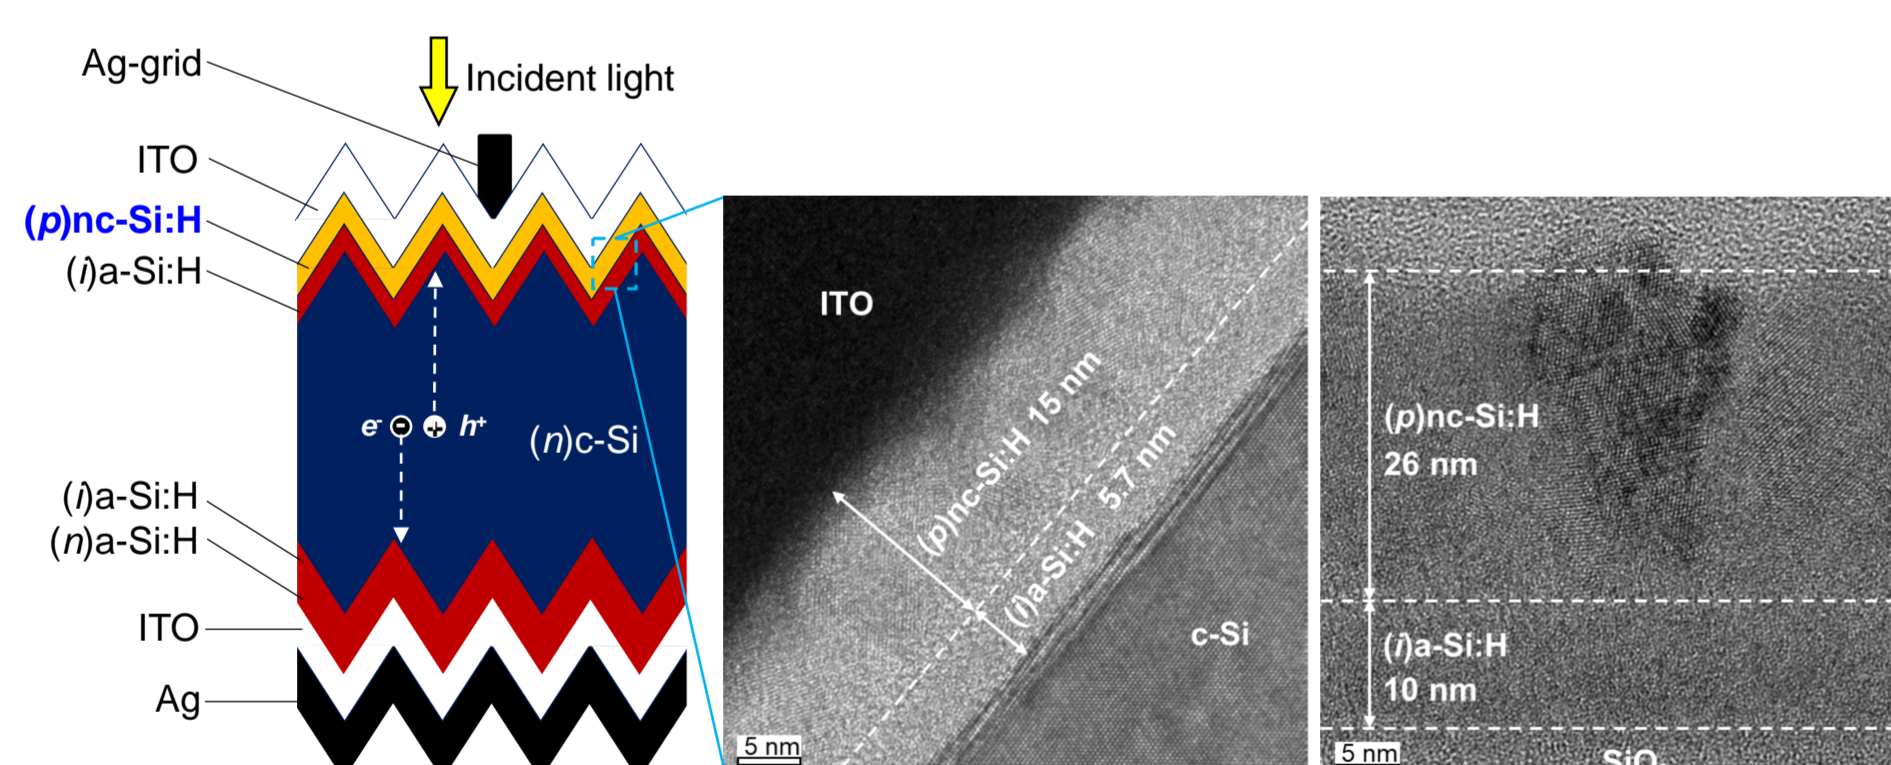 Ag-grid
Incident light
ITO
(p)nc-Si:H
(i)a-Si:H
e- h+
(n)c-Si
(i)a-Si:H
(n)a-Si:H
ITO
Ag
ITO
(p)nc-Si:H 15 nm
(i)a-Si:H 5.7 nm
c-Si
5 nm
(p)nc-Si:H
26 nm
(i)a-Si:H
10 nm
5 nm